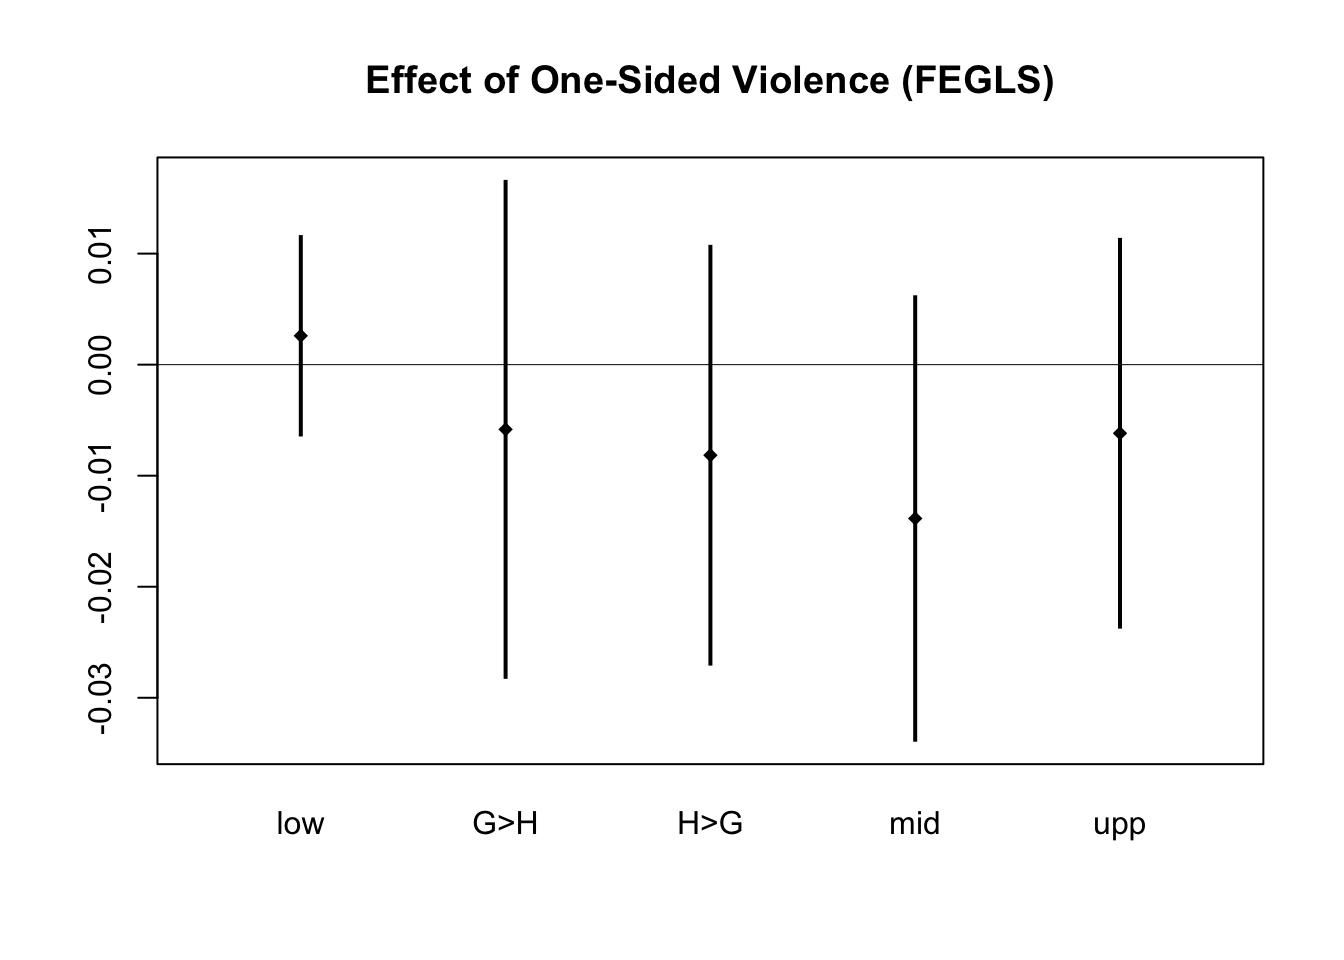 Effect of One-Sided Violence (FEGLS)
0.01
0.00
-0.01
-0.02
-0.03
low G>H H>G mid upp